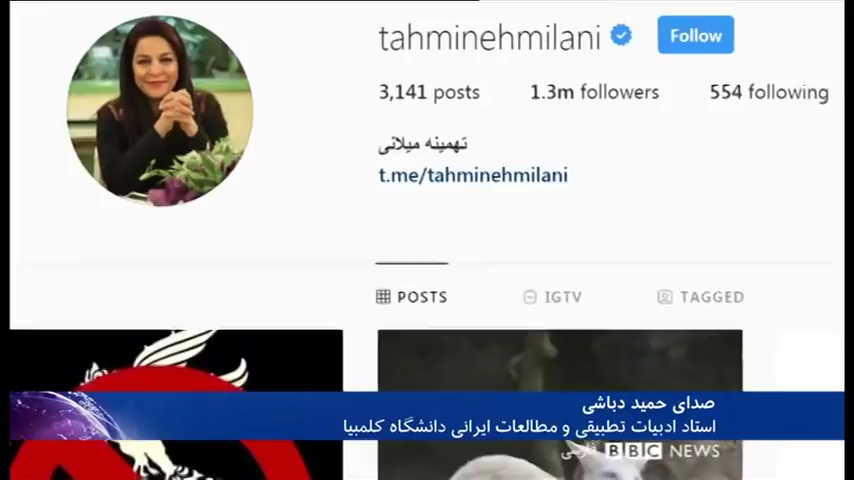 tahminehmilani Follow
3,141 posts 1.3m followers 554 following
تهمینه میلانی
t.me/tahminehmilani
POSTS IGTV TAGGED
صدای حمید دباشی
استاد ادبیات تطبیقی و مطالعات ایرانی دانشگاه کلمبیا
BBC NEWS فارسی